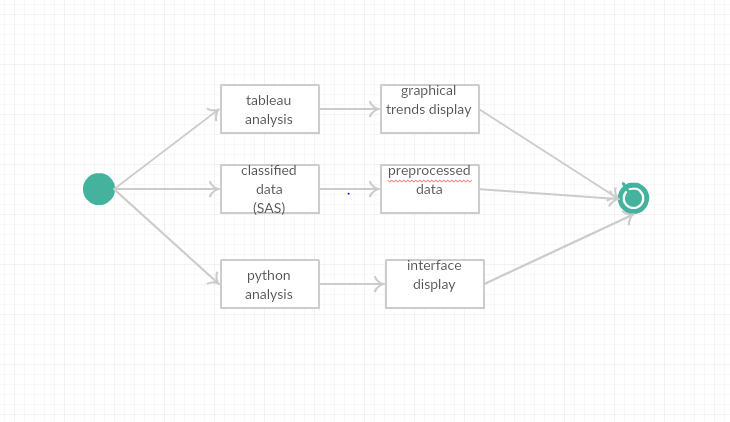 tableau
analysis
graphical
trends display
classified
data
(SAS)
preprocessed
data
python
analysis
interface
display